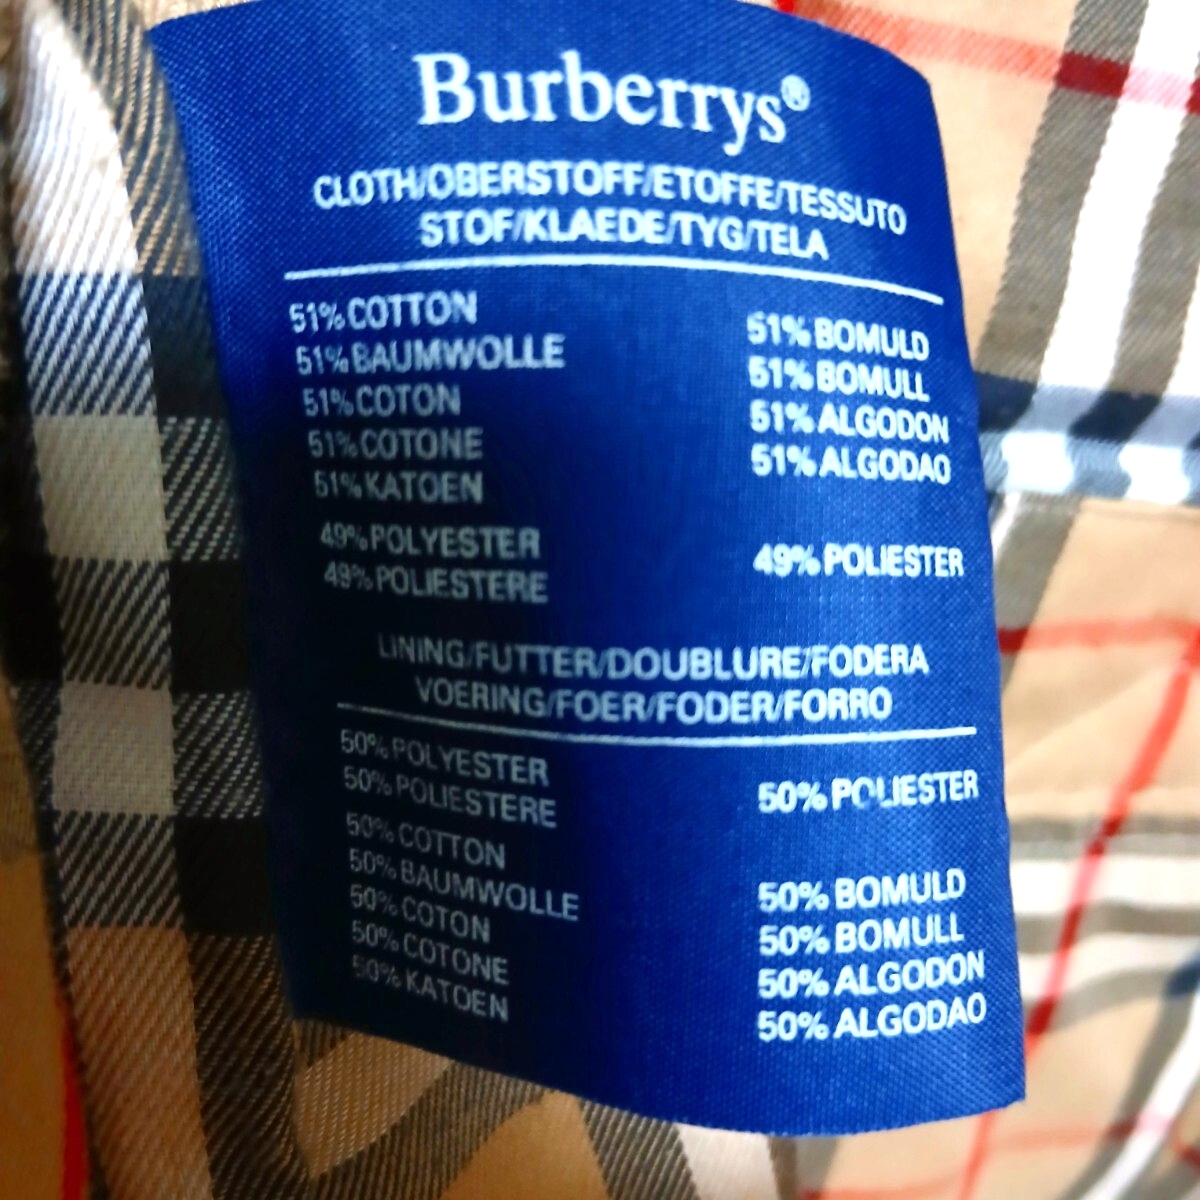 Burberrys®
CLOTH/OBERSTOFF/ETOFFE/TESSUTO
STOF/KLAEDE/TYG/TELA
51% COTTON
51% BAUMWOLLE
51% COTON
51% COTONE
51% KATOEN
51% BOMULD
51% BOMULL
51% ALGODON
51% ALGODAO
49% POLYESTER
49% POLIESTERE
49% POLIESTER
LINING/FUTTER/DOUBLURE/FODERA
VOERING/FOER/FODER/FORRO
50% POLYESTER
50% POLIESTERE
50% POLIESTER
50% COTTON
50% BAUMWOLLE
50% COTON
50% COTONE
50% KATOEN
50% BOMULD
50% BOMULL
50% ALGODON
50% ALGODAO